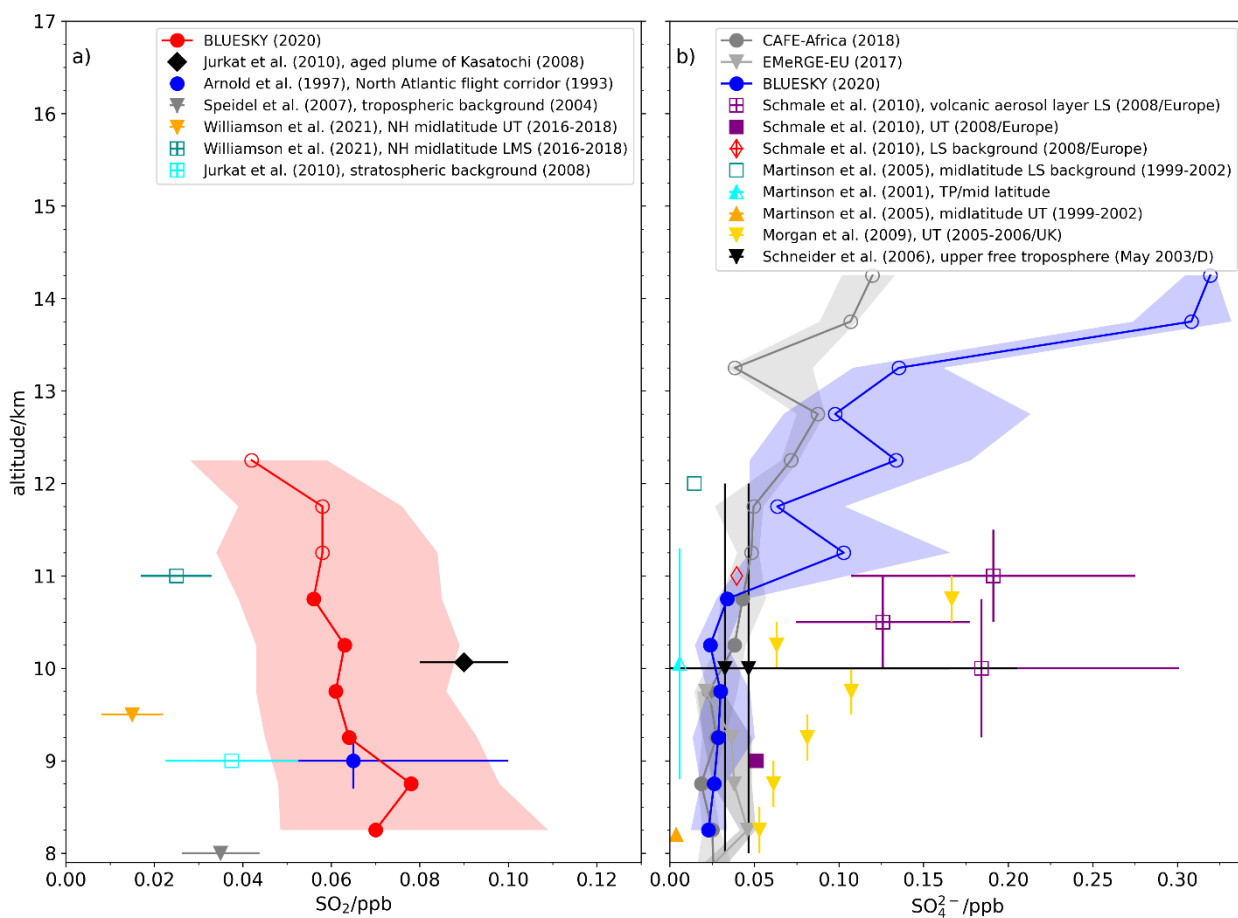 a)
BLUESKY (2020)
Jurkat et al. (2010), aged plume of Kasatochi (2008)
Arnold et al. (1997), North Atlantic flight corridor (1993)
Speidel et al. (2007), tropospheric background (2004)
Williamson et al. (2021), NH midlatitude UT (2016-2018)
Williamson et al. (2021), NH midlatitude LMS (2016-2018)
Jurkat et al. (2010), stratospheric background (2008)
17
16
15
14
13
12
11
10
9
8
altitude/km
0.00 0.02 0.04 0.06 0.08 0.10 0.12
SO₂/ppb
b)
CAFE-Africa (2018)
EMeRGE-EU (2017)
BLUESKY (2020)
Schmale et al. (2010), volcanic aerosol layer LS (2008/Europe)
Schmale et al. (2010), UT (2008/Europe)
Schmale et al. (2010), LS background (2008/Europe)
Martinson et al. (2005), midlatitude LS background (1999-2002)
Martinson et al. (2001), TP/mid latitude
Martinson et al. (2005), midlatitude UT (1999-2002)
Morgan et al. (2009), UT (2005-2006/UK)
Schneider et al. (2006), upper free troposphere (May 2003/D)
0.00 0.05 0.10 0.15 0.20 0.25 0.30
SO₄²⁻/ppb